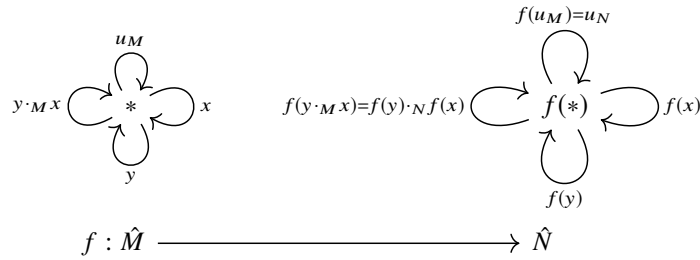 f(u_M)=u_N
u_M
y·_M x * x f(y·_M x)=f(y)·_N f(x) f(*) f(x)
y
f(y)
f : M̂ N̂